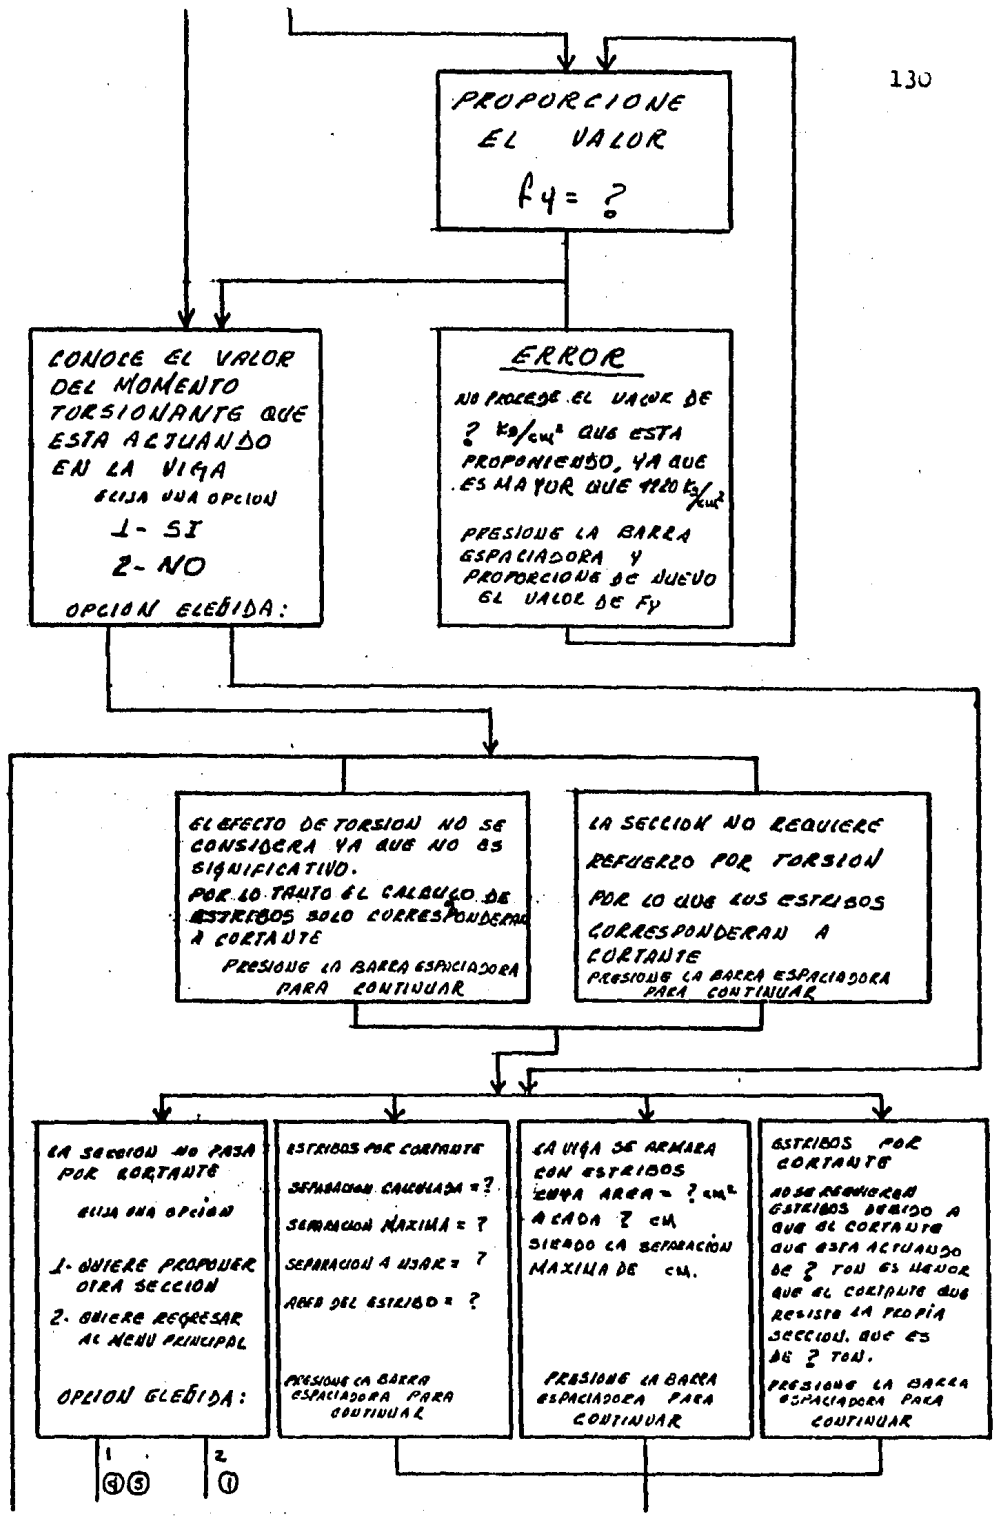 130
PROPORCIONE
EL VALOR
fy = ?
CONOCE EL VALOR
DEL MOMENTO
TORSIONANTE QUE
ESTA ACTUANDO
EN LA VIGA
ELIJA UNA OPCION
1- SI
2- NO
OPCION ELEGIDA:
ERROR
NO PROCEDE EL VALOR DE
? KG/cm² QUE ESTA
PROPONIENDO, YA QUE
ES MAYOR QUE 4220 KG/cm²
PRESIONE LA BARRA
ESPACIADORA Y
PROPORCIONE DE NUEVO
EL VALOR DE Fy
EL EFECTO DE TORSION NO SE
CONSIDERA YA QUE NO ES
SIGNIFICATIVO.
POR LO TANTO EL CALCULO DE
ESTRIBOS SOLO CORRESPONDERAN
A CORTANTE
PRESIONE LA BARRA ESPACIADORA
PARA CONTINUAR
LA SECCION NO REQUIERE
REFUERZO POR TORSION
POR LO QUE LOS ESTRIBOS
CORRESPONDERAN A
CORTANTE
PRESIONE LA BARRA ESPACIADORA
PARA CONTINUAR
LA SECCION NO PASA
POR CORTANTE
ELIJA UNA OPCIÓN
1- QUIERE PROPONER
OTRA SECCION
2- QUIERE REGRESAR
AL MENU PRINCIPAL
OPCION ELEGIDA:
1 2
④ ⑤ ①
ESTRIBOS POR CORTANTE
SEPARACION CALCULADA = ?
SEPARACION MAXIMA = ?
SEPARACION A USAR = ?
AREA DEL ESTRIBO = ?
PRESIONE LA BARRA
ESPACIADORA PARA
CONTINUAR
LA VIGA SE ARMARA
CON ESTRIBOS
CUYA AREA = ? cm²
A CADA ? CM
SIENDO LA SEPARACIÓN
MAXIMA DE CM.
PRESIONE LA BARRA
ESPACIADORA PARA
CONTINUAR
ESTRIBOS POR
CORTANTE
NO SE REQUIEREN
ESTRIBOS DEBIDO A
QUE EL CORTANTE
QUE ESTA ACTUANDO
DE ? TON ES MENOR
QUE EL CORTANTE QUE
RESISTE LA PROPIA
SECCION. QUE ES
DE ? TON.
PRESIONE LA BARRA
ESPACIADORA PARA
CONTINUAR